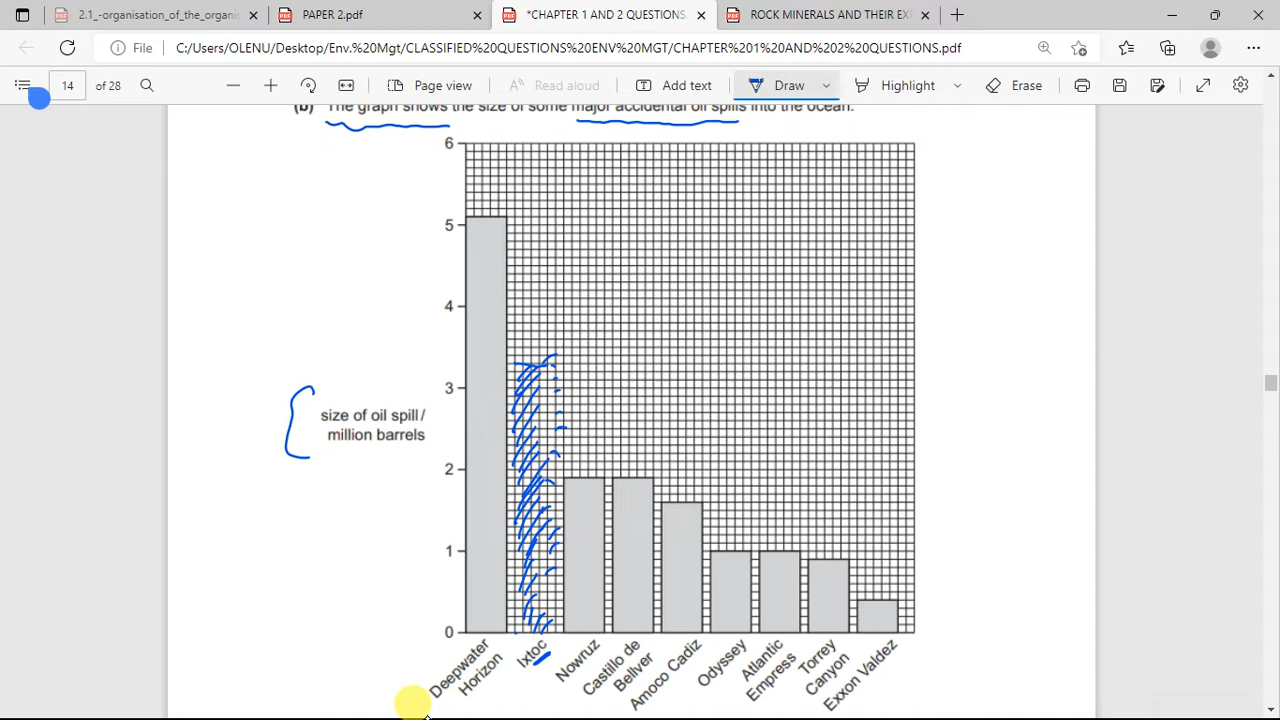 2.1_-organisation_of_the_organis
PAPER 2.pdf
*CHAPTER 1 AND 2 QUESTIONS.
ROCK MINERALS AND THEIR EX
File
C:/Users/OLENU/Desktop/Env.%20Mgt/CLASSIFIED%20QUESTIONS%20ENV%20MGT/CHAPTER%201%20AND%202%20QUESTIONS.pdf
14 of 28
Page view
Read aloud
Add text
Draw
Highlight
Erase
(b) The graph shows the size of some major accidental oil spills into the ocean.
6
5
4
3
size of oil spill /
million barrels
2
1
0
Deepwater
Horizon
Ixtoc
Nowruz
Castillo de
Bellver
Amoco Cadiz
Odyssey
Atlantic
Empress
Torrey
Canyon
Exxon Valdez